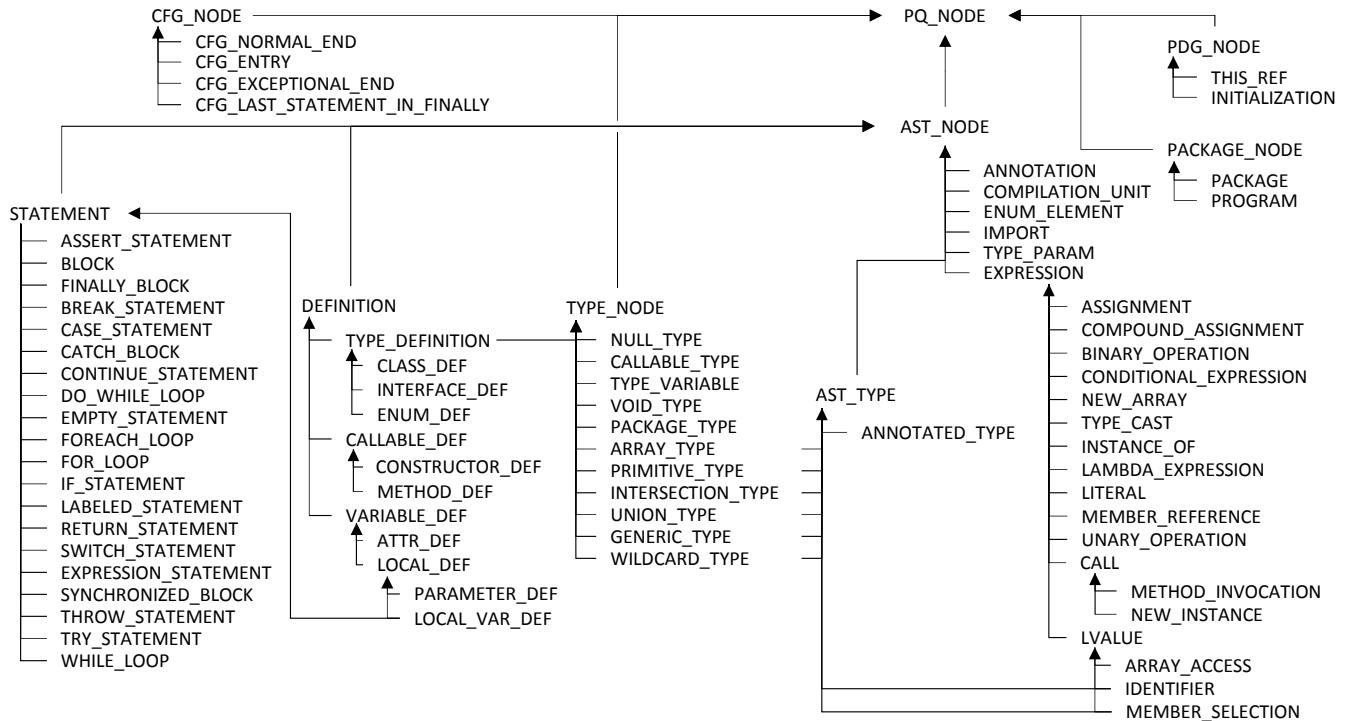 CFG_NODE
CFG_NORMAL_END
CFG_ENTRY
CFG_EXCEPTIONAL_END
CFG_LAST_STATEMENT_IN_FINALLY
PQ_NODE
PDG_NODE
THIS_REF
INITIALIZATION
PACKAGE_NODE
PACKAGE
PROGRAM
AST_NODE
ANNOTATION
COMPILATION_UNIT
ENUM_ELEMENT
IMPORT
TYPE_PARAM
EXPRESSION
STATEMENT
ASSERT_STATEMENT
BLOCK
FINALLY_BLOCK
BREAK_STATEMENT
CASE_STATEMENT
CATCH_BLOCK
CONTINUE_STATEMENT
DO_WHILE_LOOP
EMPTY_STATEMENT
FOREACH_LOOP
FOR_LOOP
IF_STATEMENT
LABELED_STATEMENT
RETURN_STATEMENT
SWITCH_STATEMENT
EXPRESSION_STATEMENT
SYNCHRONIZED_BLOCK
THROW_STATEMENT
TRY_STATEMENT
WHILE_LOOP
DEFINITION
TYPE_DEFINITION
CLASS_DEF
INTERFACE_DEF
ENUM_DEF
CALLABLE_DEF
CONSTRUCTOR_DEF
METHOD_DEF
VARIABLE_DEF
ATTR_DEF
LOCAL_DEF
PARAMETER_DEF
LOCAL_VAR_DEF
TYPE_NODE
NULL_TYPE
CALLABLE_TYPE
TYPE_VARIABLE
VOID_TYPE
PACKAGE_TYPE
ARRAY_TYPE
PRIMITIVE_TYPE
INTERSECTION_TYPE
UNION_TYPE
GENERIC_TYPE
WILDCARD_TYPE
AST_TYPE
ANNOTATED_TYPE
ASSIGNMENT
COMPOUND_ASSIGNMENT
BINARY_OPERATION
CONDITIONAL_EXPRESSION
NEW_ARRAY
TYPE_CAST
INSTANCE_OF
LAMBDA_EXPRESSION
LITERAL
MEMBER_REFERENCE
UNARY_OPERATION
CALL
METHOD_INVOCATION
NEW_INSTANCE
LVALUE
ARRAY_ACCESS
IDENTIFIER
MEMBER_SELECTION